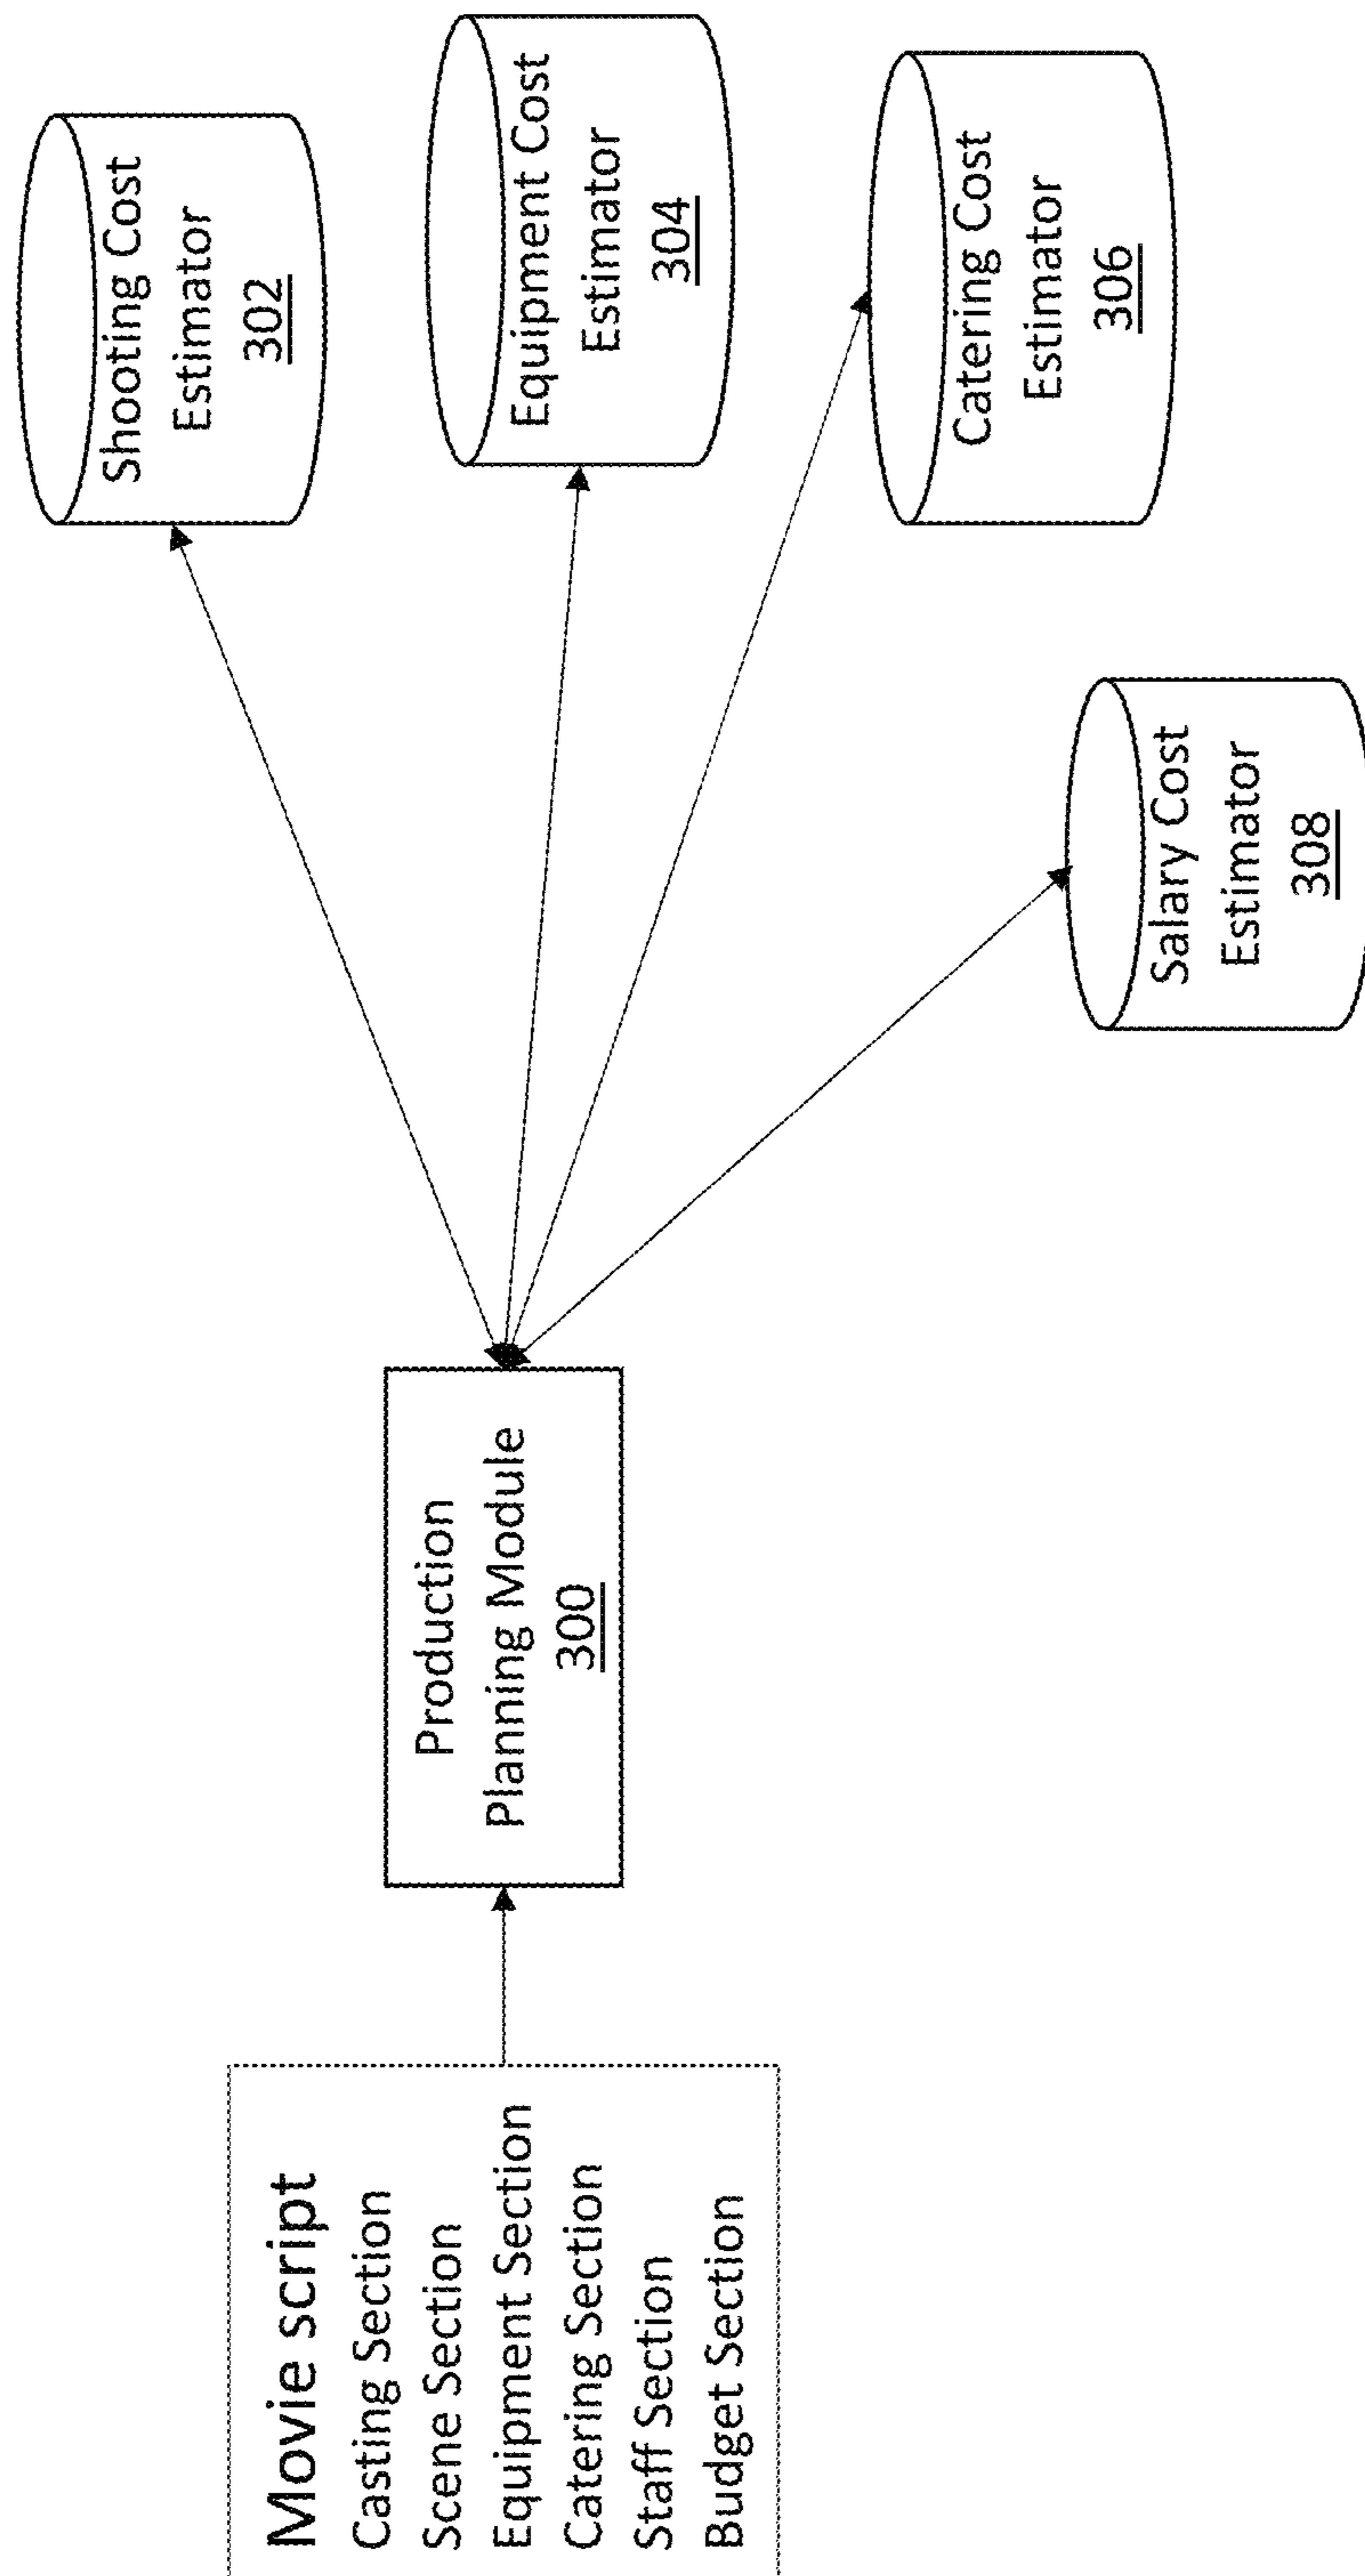 Movie script
Casting Section
Scene Section
Equipment Section
Catering Section
Staff Section
Budget Section
Production
Planning Module
300
Shooting Cost
Estimator
302
Equipment Cost
Estimator
304
Catering Cost
Estimator
306
Salary Cost
Estimator
308